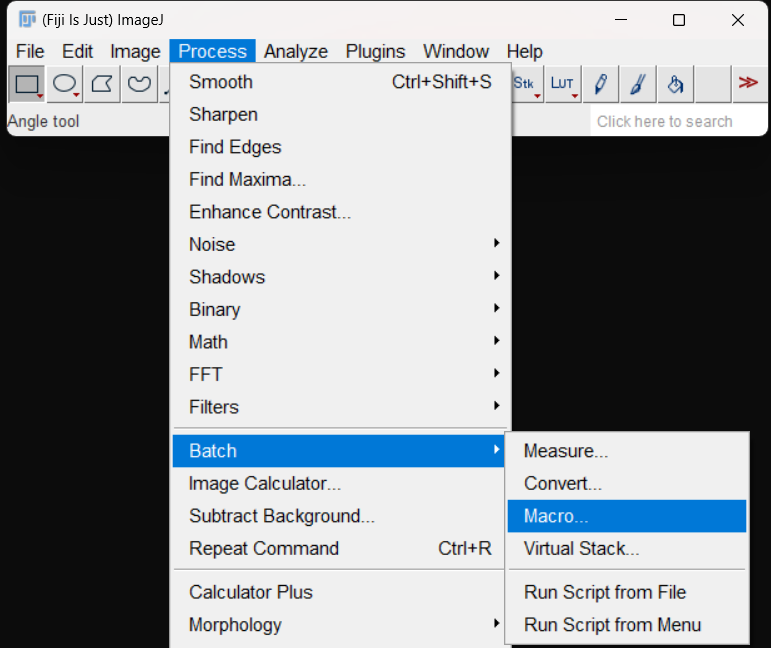 (Fiji Is Just) ImageJ
File Edit Image Process Analyze Plugins Window Help
Stk LUT
Angle tool
Click here to search
Smooth Ctrl+Shift+S
Sharpen
Find Edges
Find Maxima...
Enhance Contrast...
Noise
Shadows
Binary
Math
FFT
Filters
Batch
Image Calculator...
Subtract Background...
Repeat Command Ctrl+R
Calculator Plus
Morphology
Measure...
Convert...
Macro...
Virtual Stack...
Run Script from File
Run Script from Menu